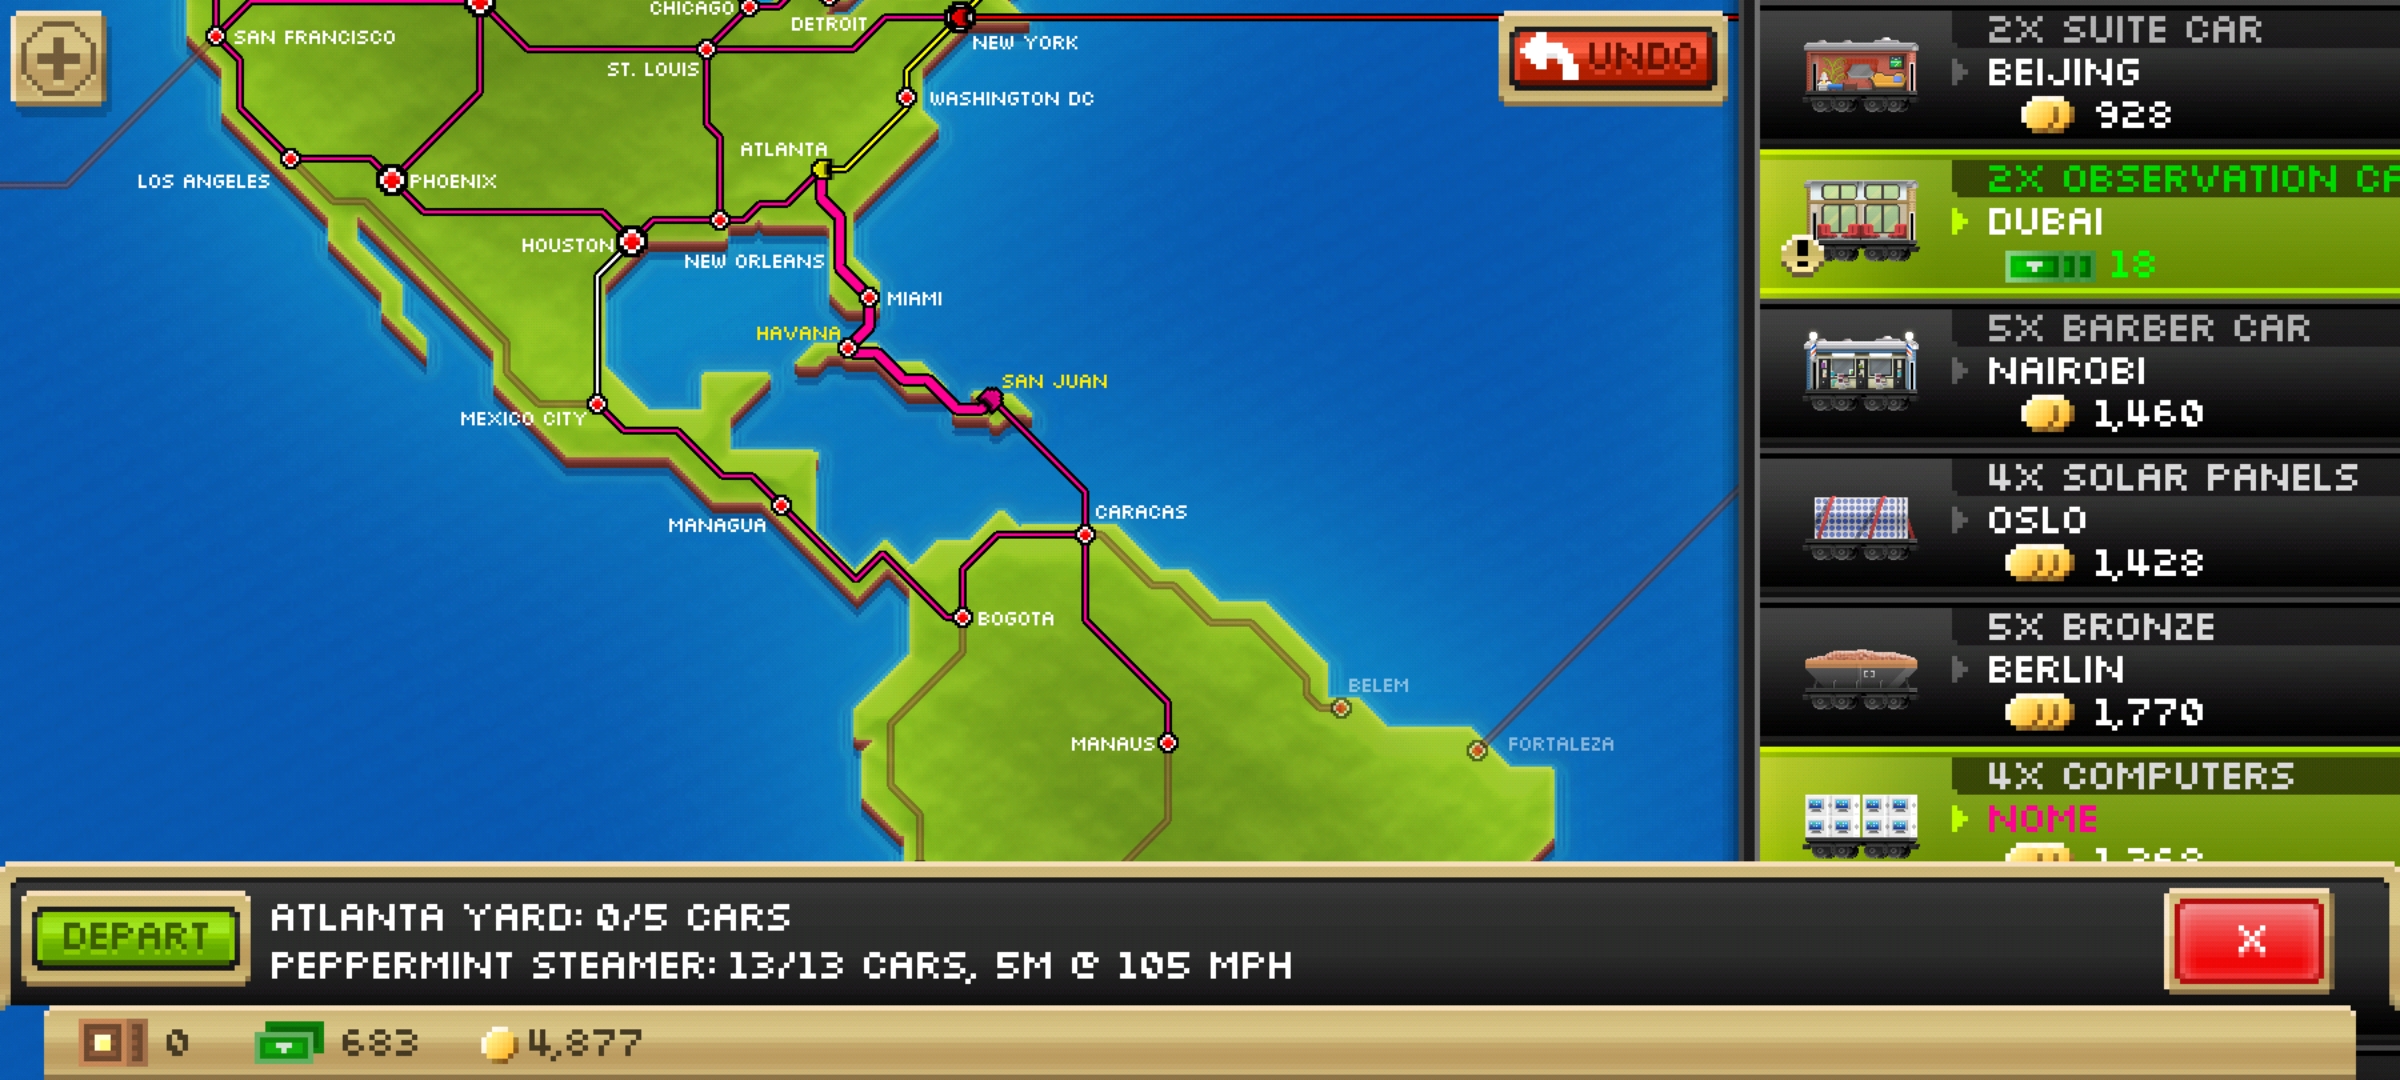 CHICAGO
DETROIT
SAN FRANCISCO
NEW YORK
ST. LOUIS
WASHINGTON DC
ATLANTA
LOS ANGELES
PHOENIX
HOUSTON
NEW ORLEANS
MIAMI
HAVANA
SAN JUAN
MEXICO CITY
MANAGUA
CARACAS
BOGOTA
BELEM
MANAUS
FORTALEZA
UNDO
2X SUITE CAR
BEIJING
928
2X OBSERVATION CA
DUBAI
18
5X BARBER CAR
NAIROBI
1,460
4X SOLAR PANELS
OSLO
1,428
5X BRONZE
BERLIN
1,770
4X COMPUTERS
NOME
DEPART
ATLANTA YARD: 0/5 CARS
PEPPERMINT STEAMER: 13/13 CARS, 5M @ 105 MPH
X
0
683
4,877